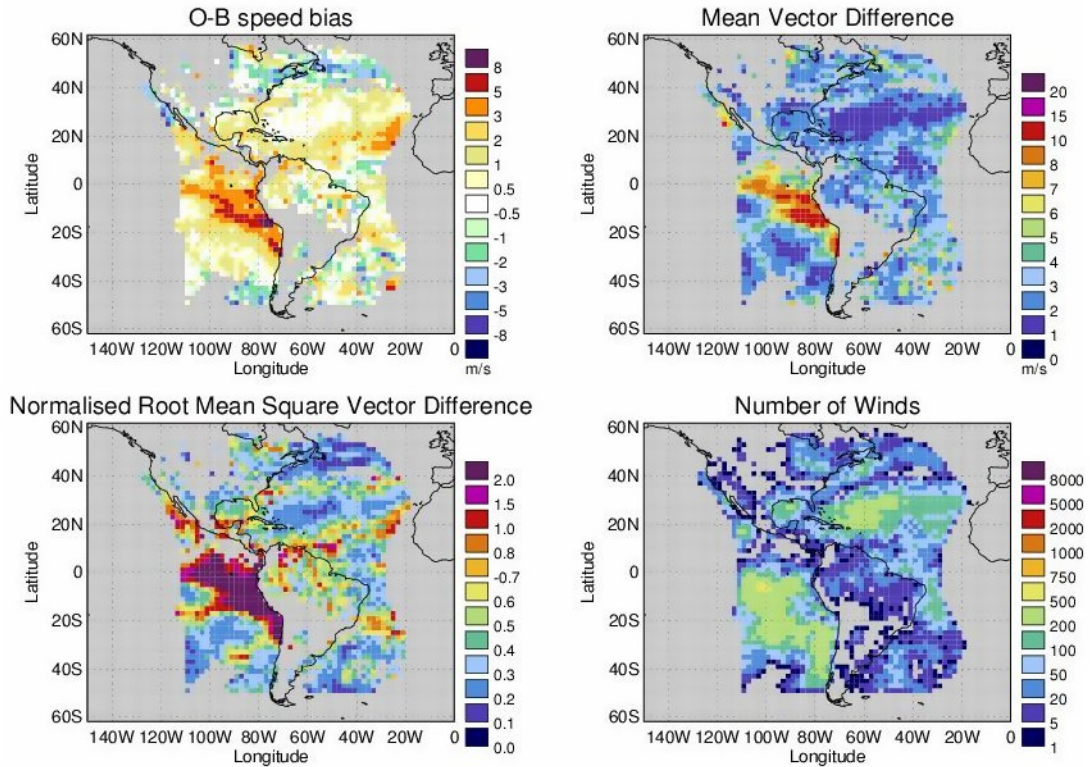 O-B speed bias
60N
40N
20N
0
20S
40S
60S
Latitude
140W 120W 100W 80W 60W 40W 20W 0
Longitude
8
5
3
2
1
0.5
-0.5
-1
-2
-3
-5
-8
m/s
Mean Vector Difference
60N
40N
20N
0
20S
40S
60S
Latitude
140W 120W 100W 80W 60W 40W 20W 0
Longitude
20
15
10
8
7
6
5
4
3
2
1
0
m/s
Normalised Root Mean Square Vector Difference
60N
40N
20N
0
20S
40S
60S
Latitude
140W 120W 100W 80W 60W 40W 20W 0
Longitude
2.0
1.5
1.0
0.8
-0.7
0.6
0.5
0.4
0.3
0.2
0.1
0.0
Number of Winds
60N
40N
20N
0
20S
40S
60S
Latitude
140W 120W 100W 80W 60W 40W 20W 0
Longitude
8000
5000
2000
1000
750
500
200
100
50
20
5
1